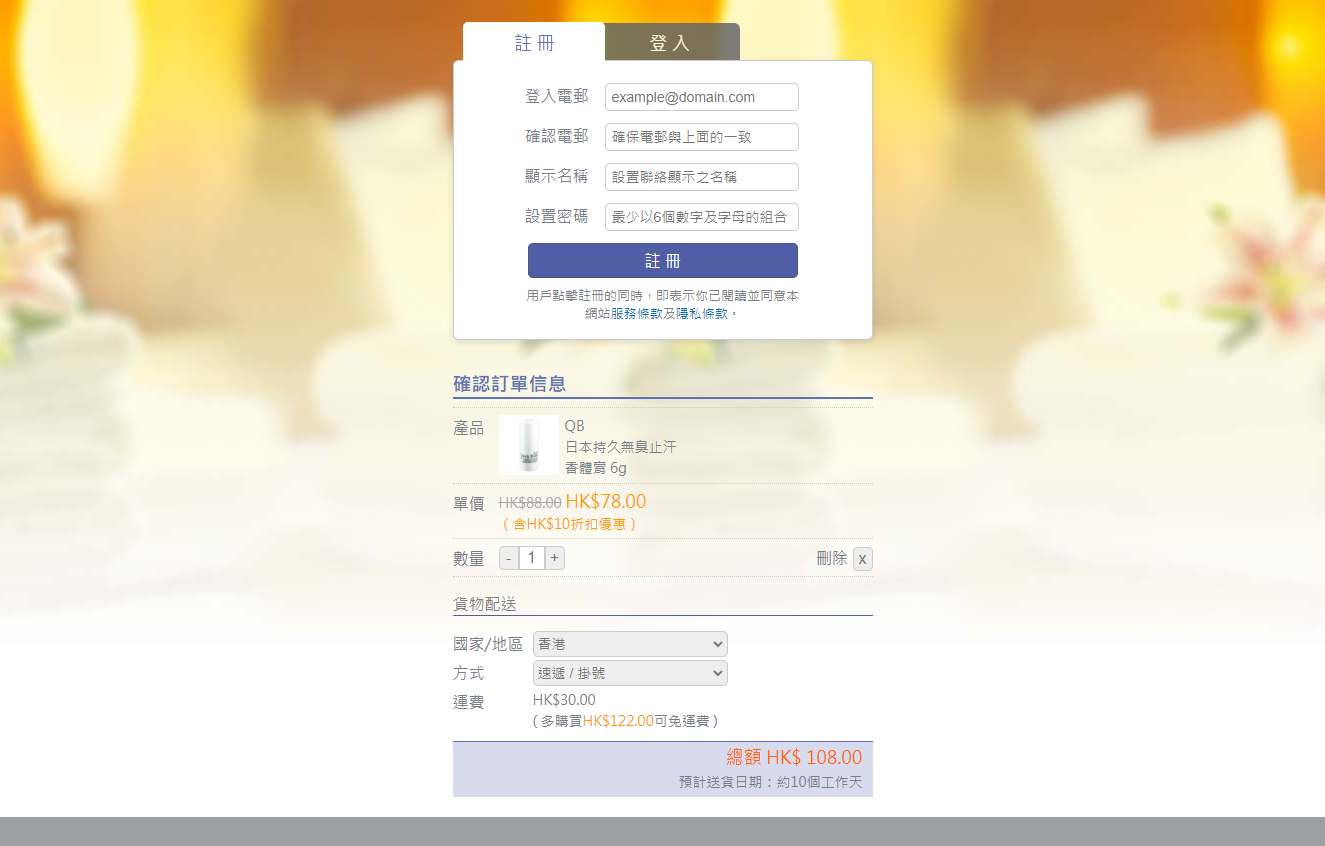 註 冊
登 入
登入電郵 example@domain.com
確認電郵 確保電郵與上面的一致
顯示名稱 設置聯絡顯示之名稱
設置密碼 最少以6個數字及字母的組合
註 冊
用戶點擊註冊的同時，即表示你已閱讀並同意本
網站服務條款及隱私條款。
確認訂單信息
產品 QB
日本持久無臭止汗
香體膏 6g
單價 HK$88.00 HK$78.00
( 含HK$10折扣優惠 )
數量 - 1 + 刪除 x
貨物配送
國家/地區 香港
方式 速遞 / 掛號
運費 HK$30.00
( 多購買HK$122.00可免運費 )
總額 HK$ 108.00
預計送貨日期：約10個工作天